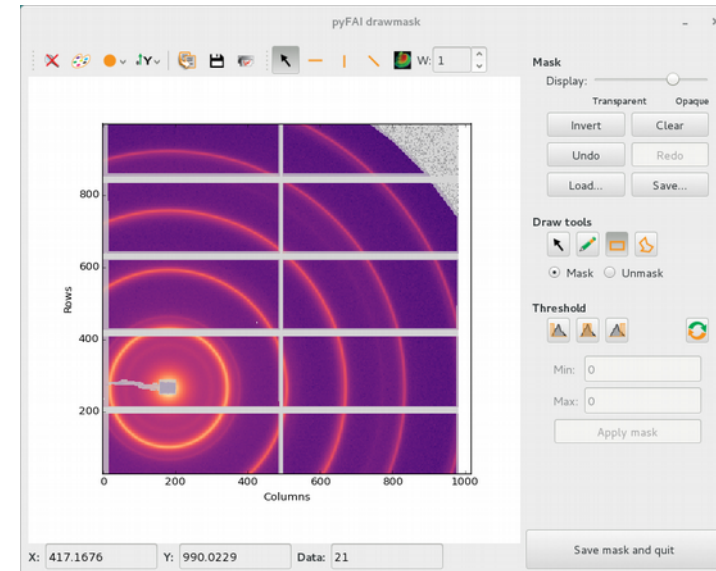 pyFAI drawmask
W: 1
Mask
Display:
Transparent Opaque
Invert Clear
Undo Redo
Load... Save...
Draw tools
Mask Unmask
Threshold
Min: 0
Max: 0
Apply mask
800
600
400
200
Rows
0 200 400 600 800 1000
Columns
X: 417.1676 Y: 990.0229 Data: 21
Save mask and quit